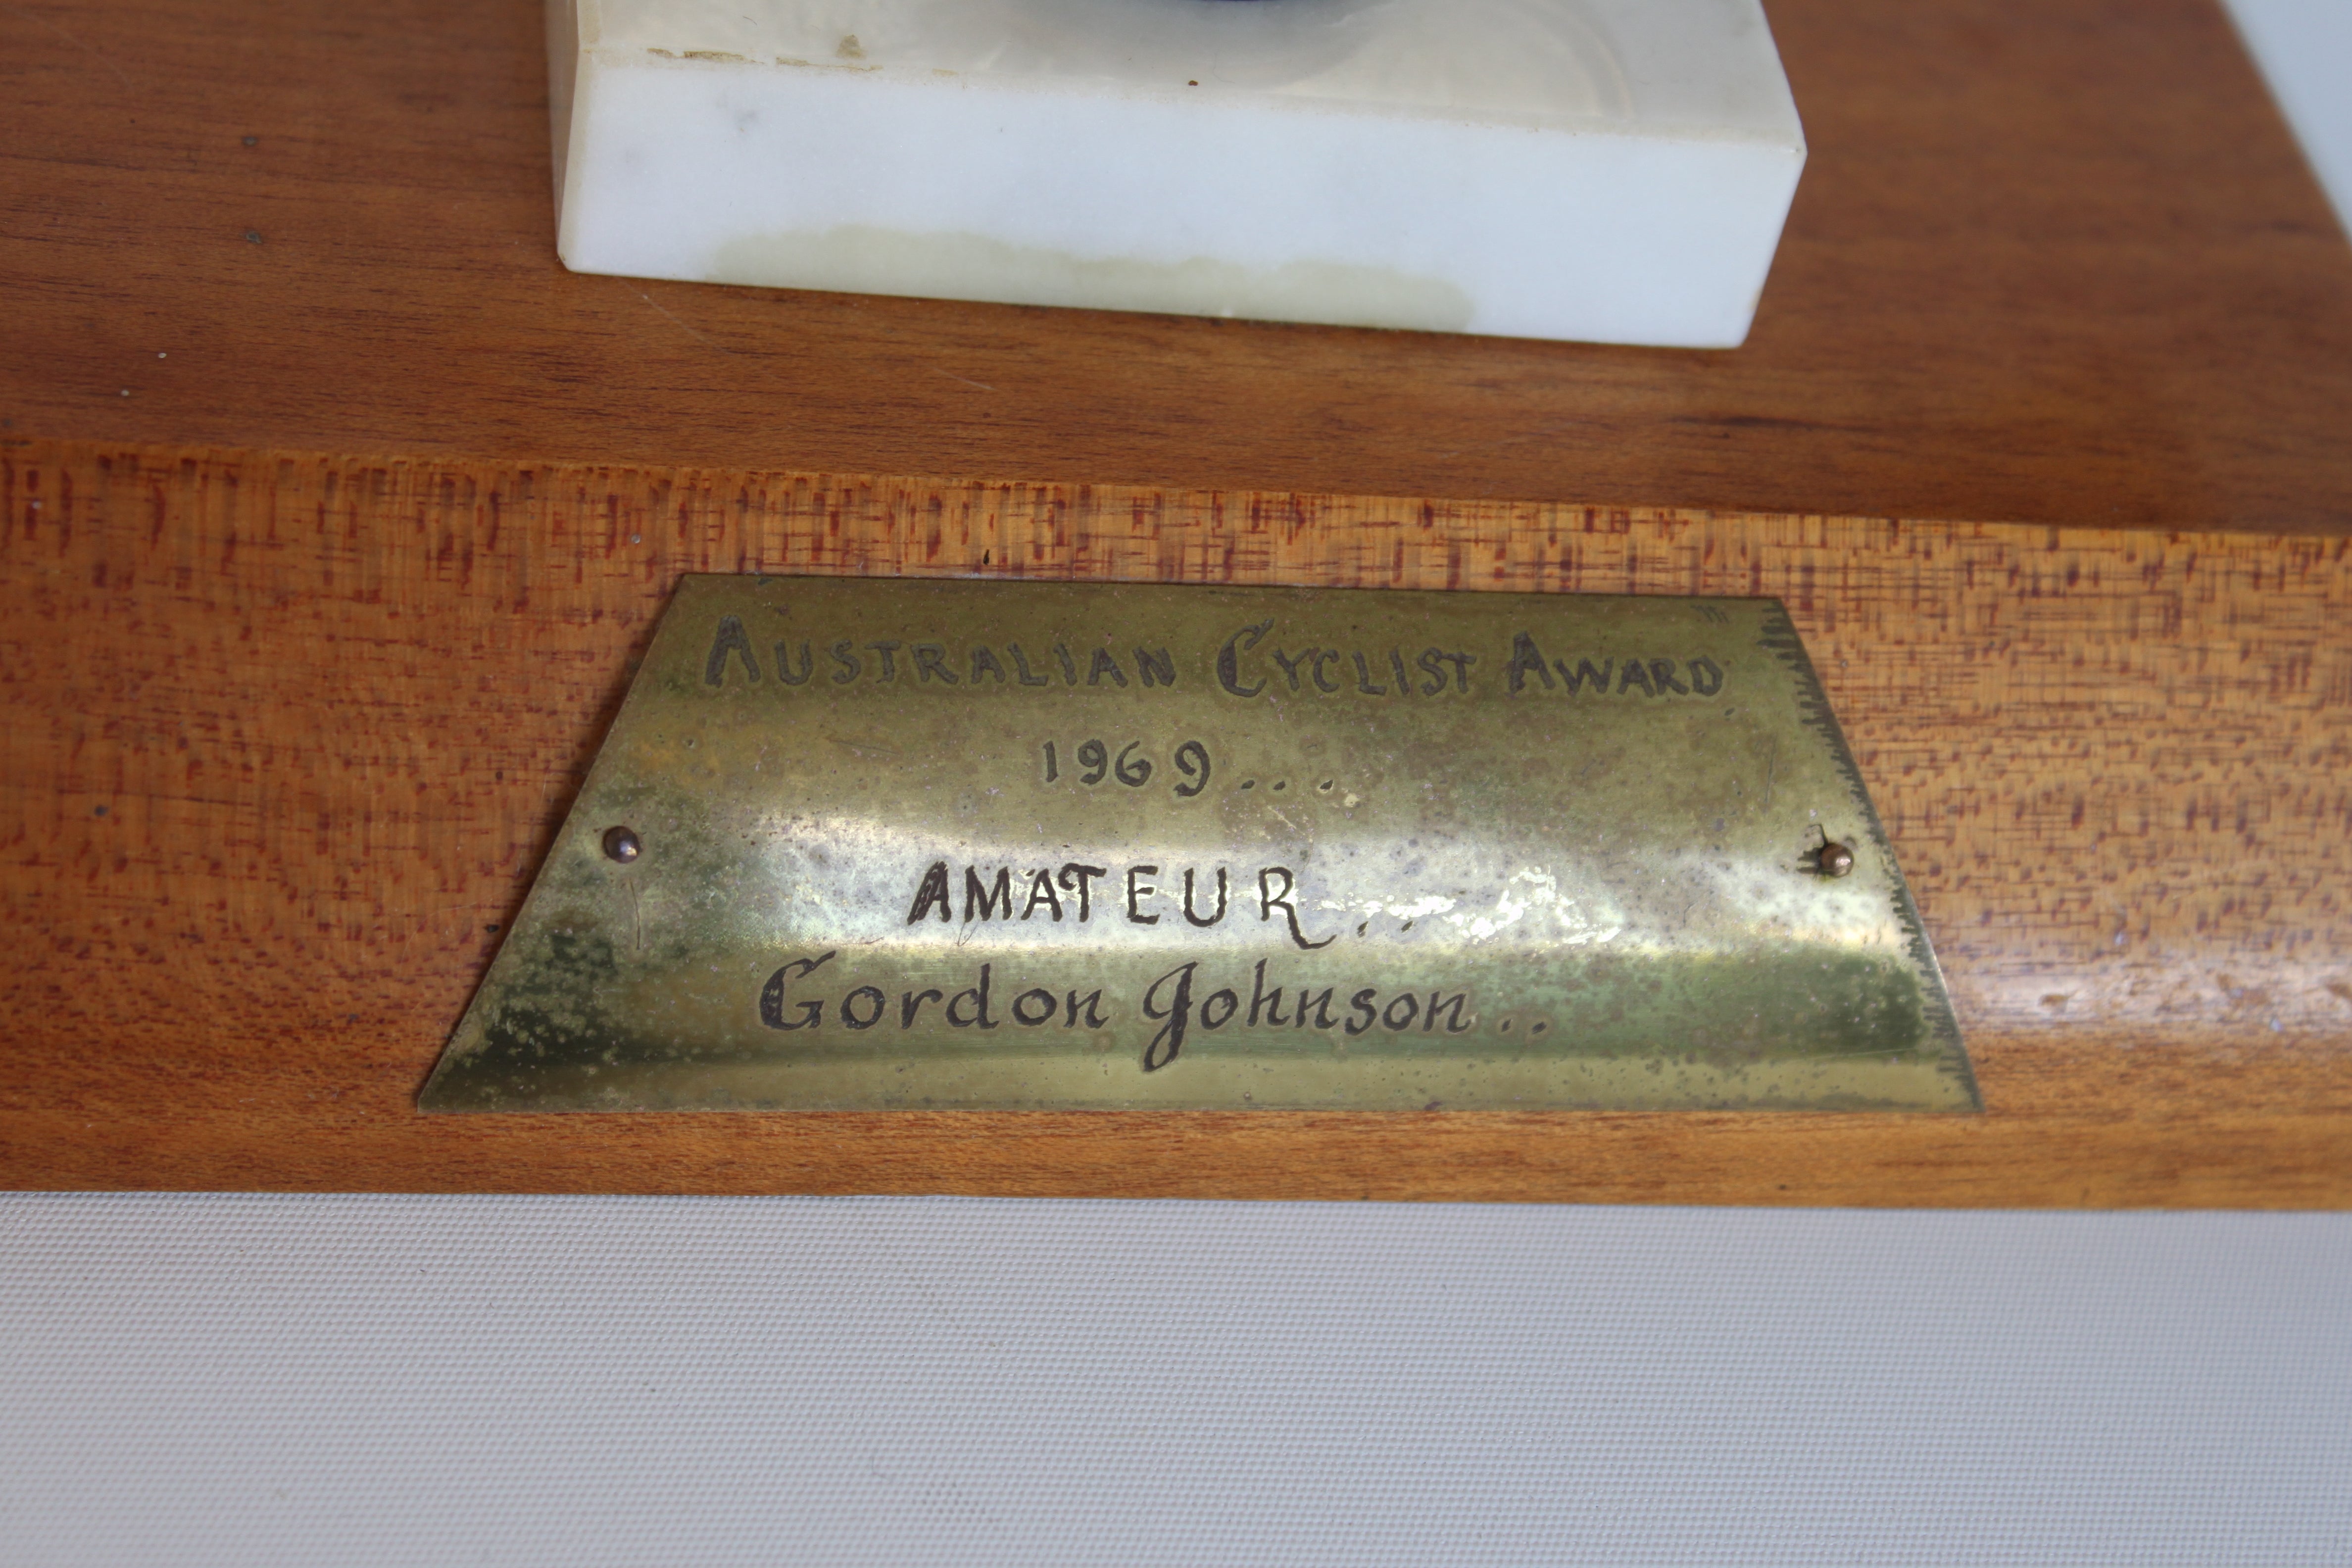 AUSTRALIAN CYCLIST AWARD
1969...
AMATEUR..
Gordon Johnson..